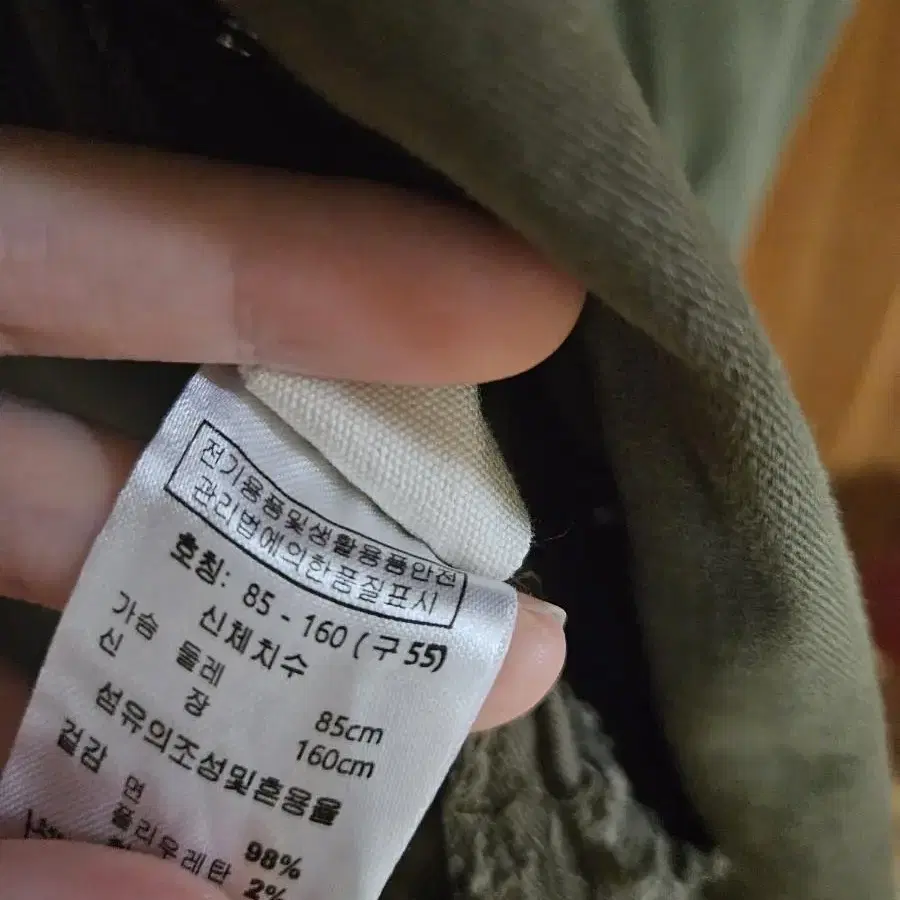 전기용품및생활용품안전
관리법에의한품질표시
호칭: 85 - 160 (구 55)
신체치수
가슴 둘레 85cm
신 장 160cm
섬유의조성및혼용율
겉감
면 98%
폴리우레탄 2%